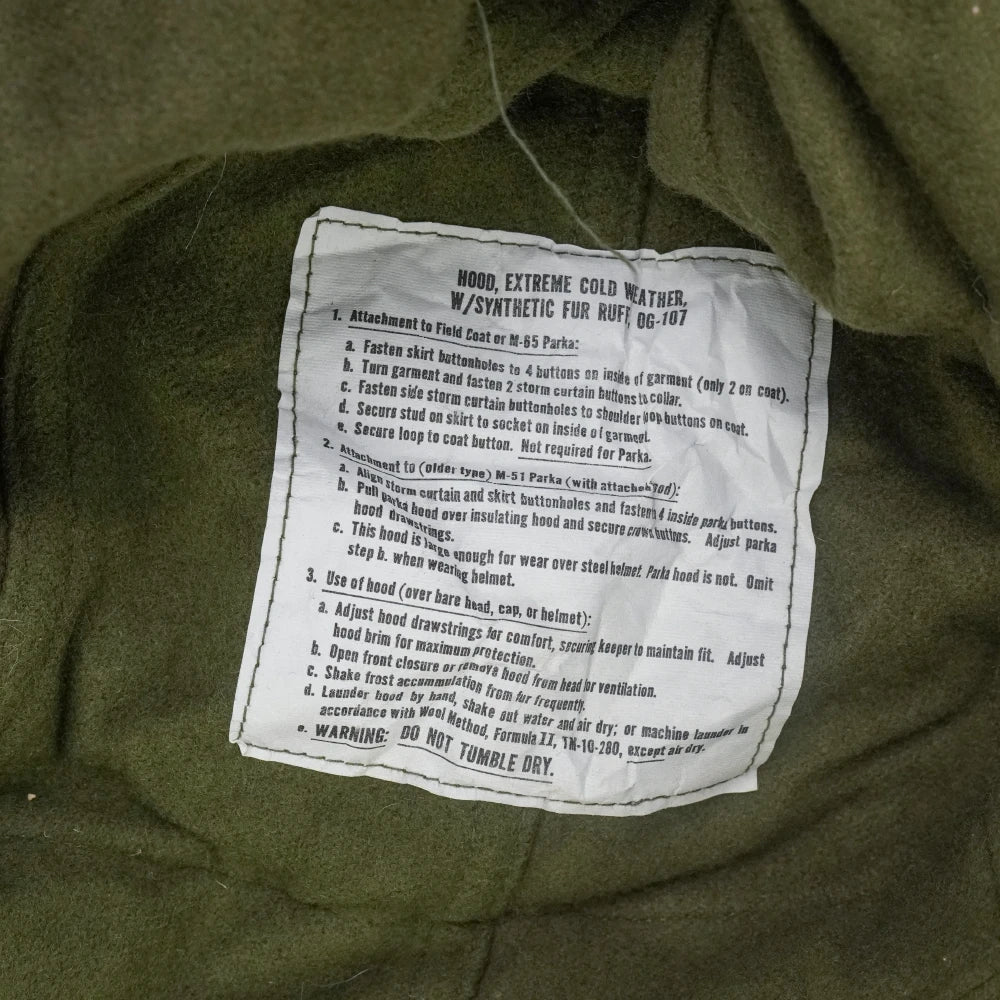 HOOD, EXTREME COLD WEATHER,
W/SYNTHETIC FUR RUFF, OG-107
1. Attachment to Field Coat or M-65 Parka:
a. Fasten skirt buttonholes to 4 buttons on inside of garment (only 2 on coat).
b. Turn garment and fasten 2 storm curtain buttons to collar.
c. Fasten side storm curtain buttonholes to shoulder loop buttons on coat.
d. Secure stud on skirt to socket on inside of garment.
e. Secure loop to coat button. Not required for Parka.
2. Attachment to (older type) M-51 Parka (with attached hood):
a. Align storm curtain and skirt buttonholes and fasten 4 inside parka buttons.
b. Pull parka hood over insulating hood and secure crown buttons. Adjust parka
hood drawstrings.
c. This hood is large enough for wear over steel helmet. Parka hood is not. Omit
step b. when wearing helmet.
3. Use of hood (over bare head, cap, or helmet):
a. Adjust hood drawstrings for comfort, securing keeper to maintain fit. Adjust
hood brim for maximum protection.
b. Open front closure or remove hood from head for ventilation.
c. Shake frost accummulation from fur frequently.
d. Launder hood by hand, shake out water and air dry; or machine launder in
accordance with Wool Method, Formula II, TM-10-280, except air dry.
e. WARNING: DO NOT TUMBLE DRY.